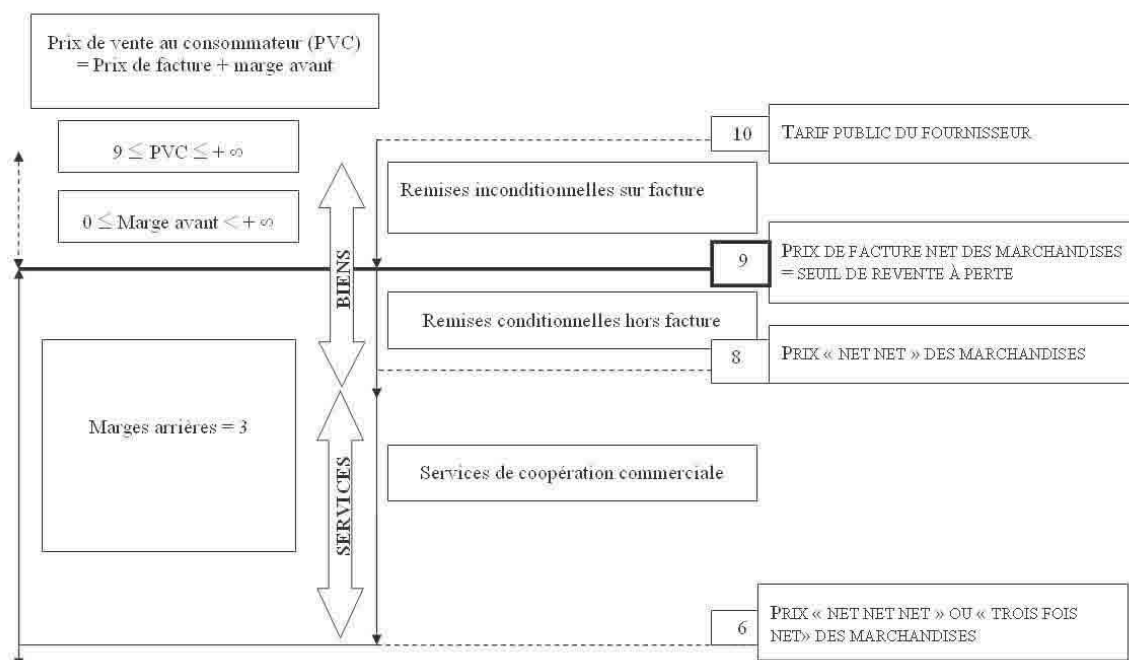 Prix de vente au consommateur (PVC)
= Prix de facture + marge avant
10
TARIF PUBLIC DU FOURNISSEUR
9 ≤ PVC ≤ + ∞
Remises inconditionnelles sur facture
0 ≤ Marge avant < + ∞
BIENS
9
PRIX DE FACTURE NET DES MARCHANDISES
= SEUIL DE REVENTE À PERTE
Remises conditionnelles hors facture
8
PRIX « NET NET » DES MARCHANDISES
Marges arrières = 3
SERVICES
Services de coopération commerciale
6
PRIX « NET NET NET » OU « TROIS FOIS
NET» DES MARCHANDISES